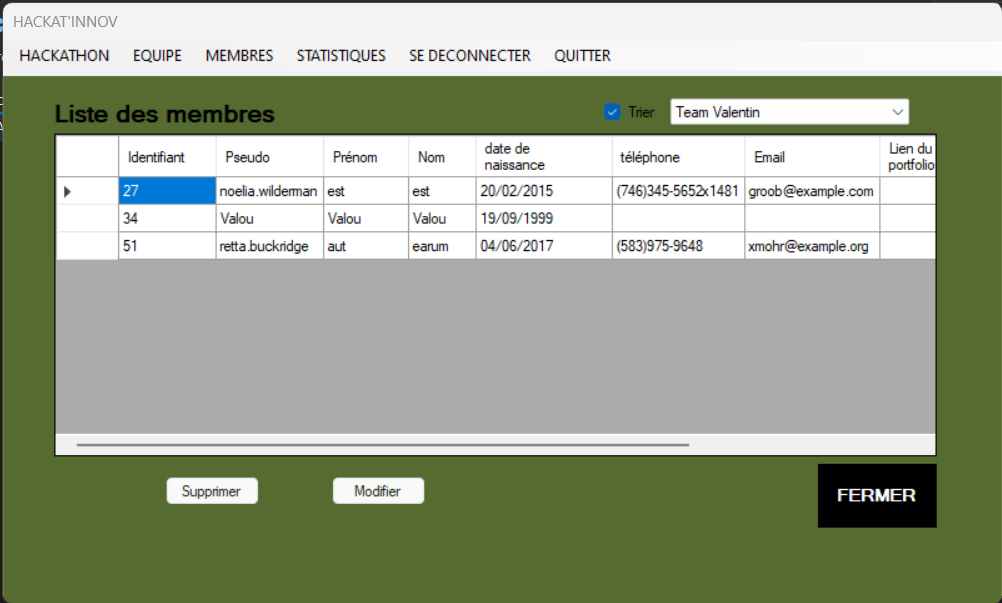 HACKAT'INNOV
HACKATHON EQUIPE MEMBRES STATISTIQUES SE DECONNECTER QUITTER
Liste des membres
Trier Team Valentin
Identifiant Pseudo Prénom Nom date de naissance téléphone Email Lien du portfolio
27 noelia.wilderman est est 20/02/2015 (746)345-5652x1481 groob@example.com
34 Valou Valou Valou 19/09/1999
51 retta.buckridge aut earum 04/06/2017 (583)975-9648 xmohr@example.org
Supprimer Modifier
FERMER